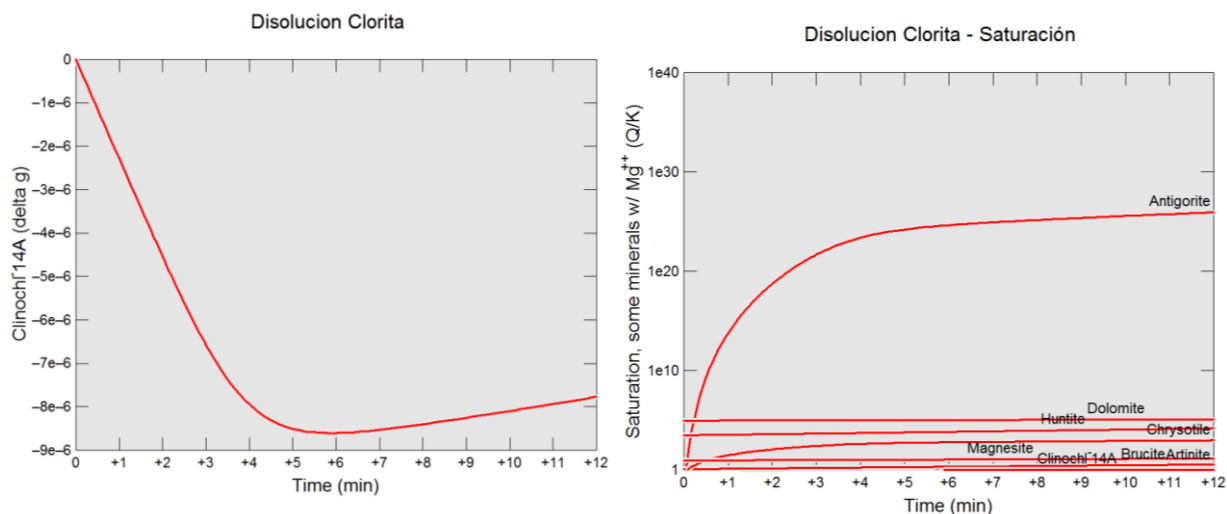 Disolucion Clorita
0
−1e-6
−2e-6
−3e-6
−4e-6
−5e-6
−6e-6
−7e-6
−8e-6
−9e-6
Clinochl¯14A (delta g)
0 +1 +2 +3 +4 +5 +6 +7 +8 +9 +10 +11 +12
Time (min)
Disolucion Clorita - Saturación
1e40
1e30
1e20
1e10
1
Saturation, some minerals w/ Mg⁺⁺ (Q/K)
Antigorite
Dolomite
Huntite
Chrysotile
Magnesite
Brucite Artinite
Clinochl¯14A
0 +1 +2 +3 +4 +5 +6 +7 +8 +9 +10 +11 +12
Time (min)